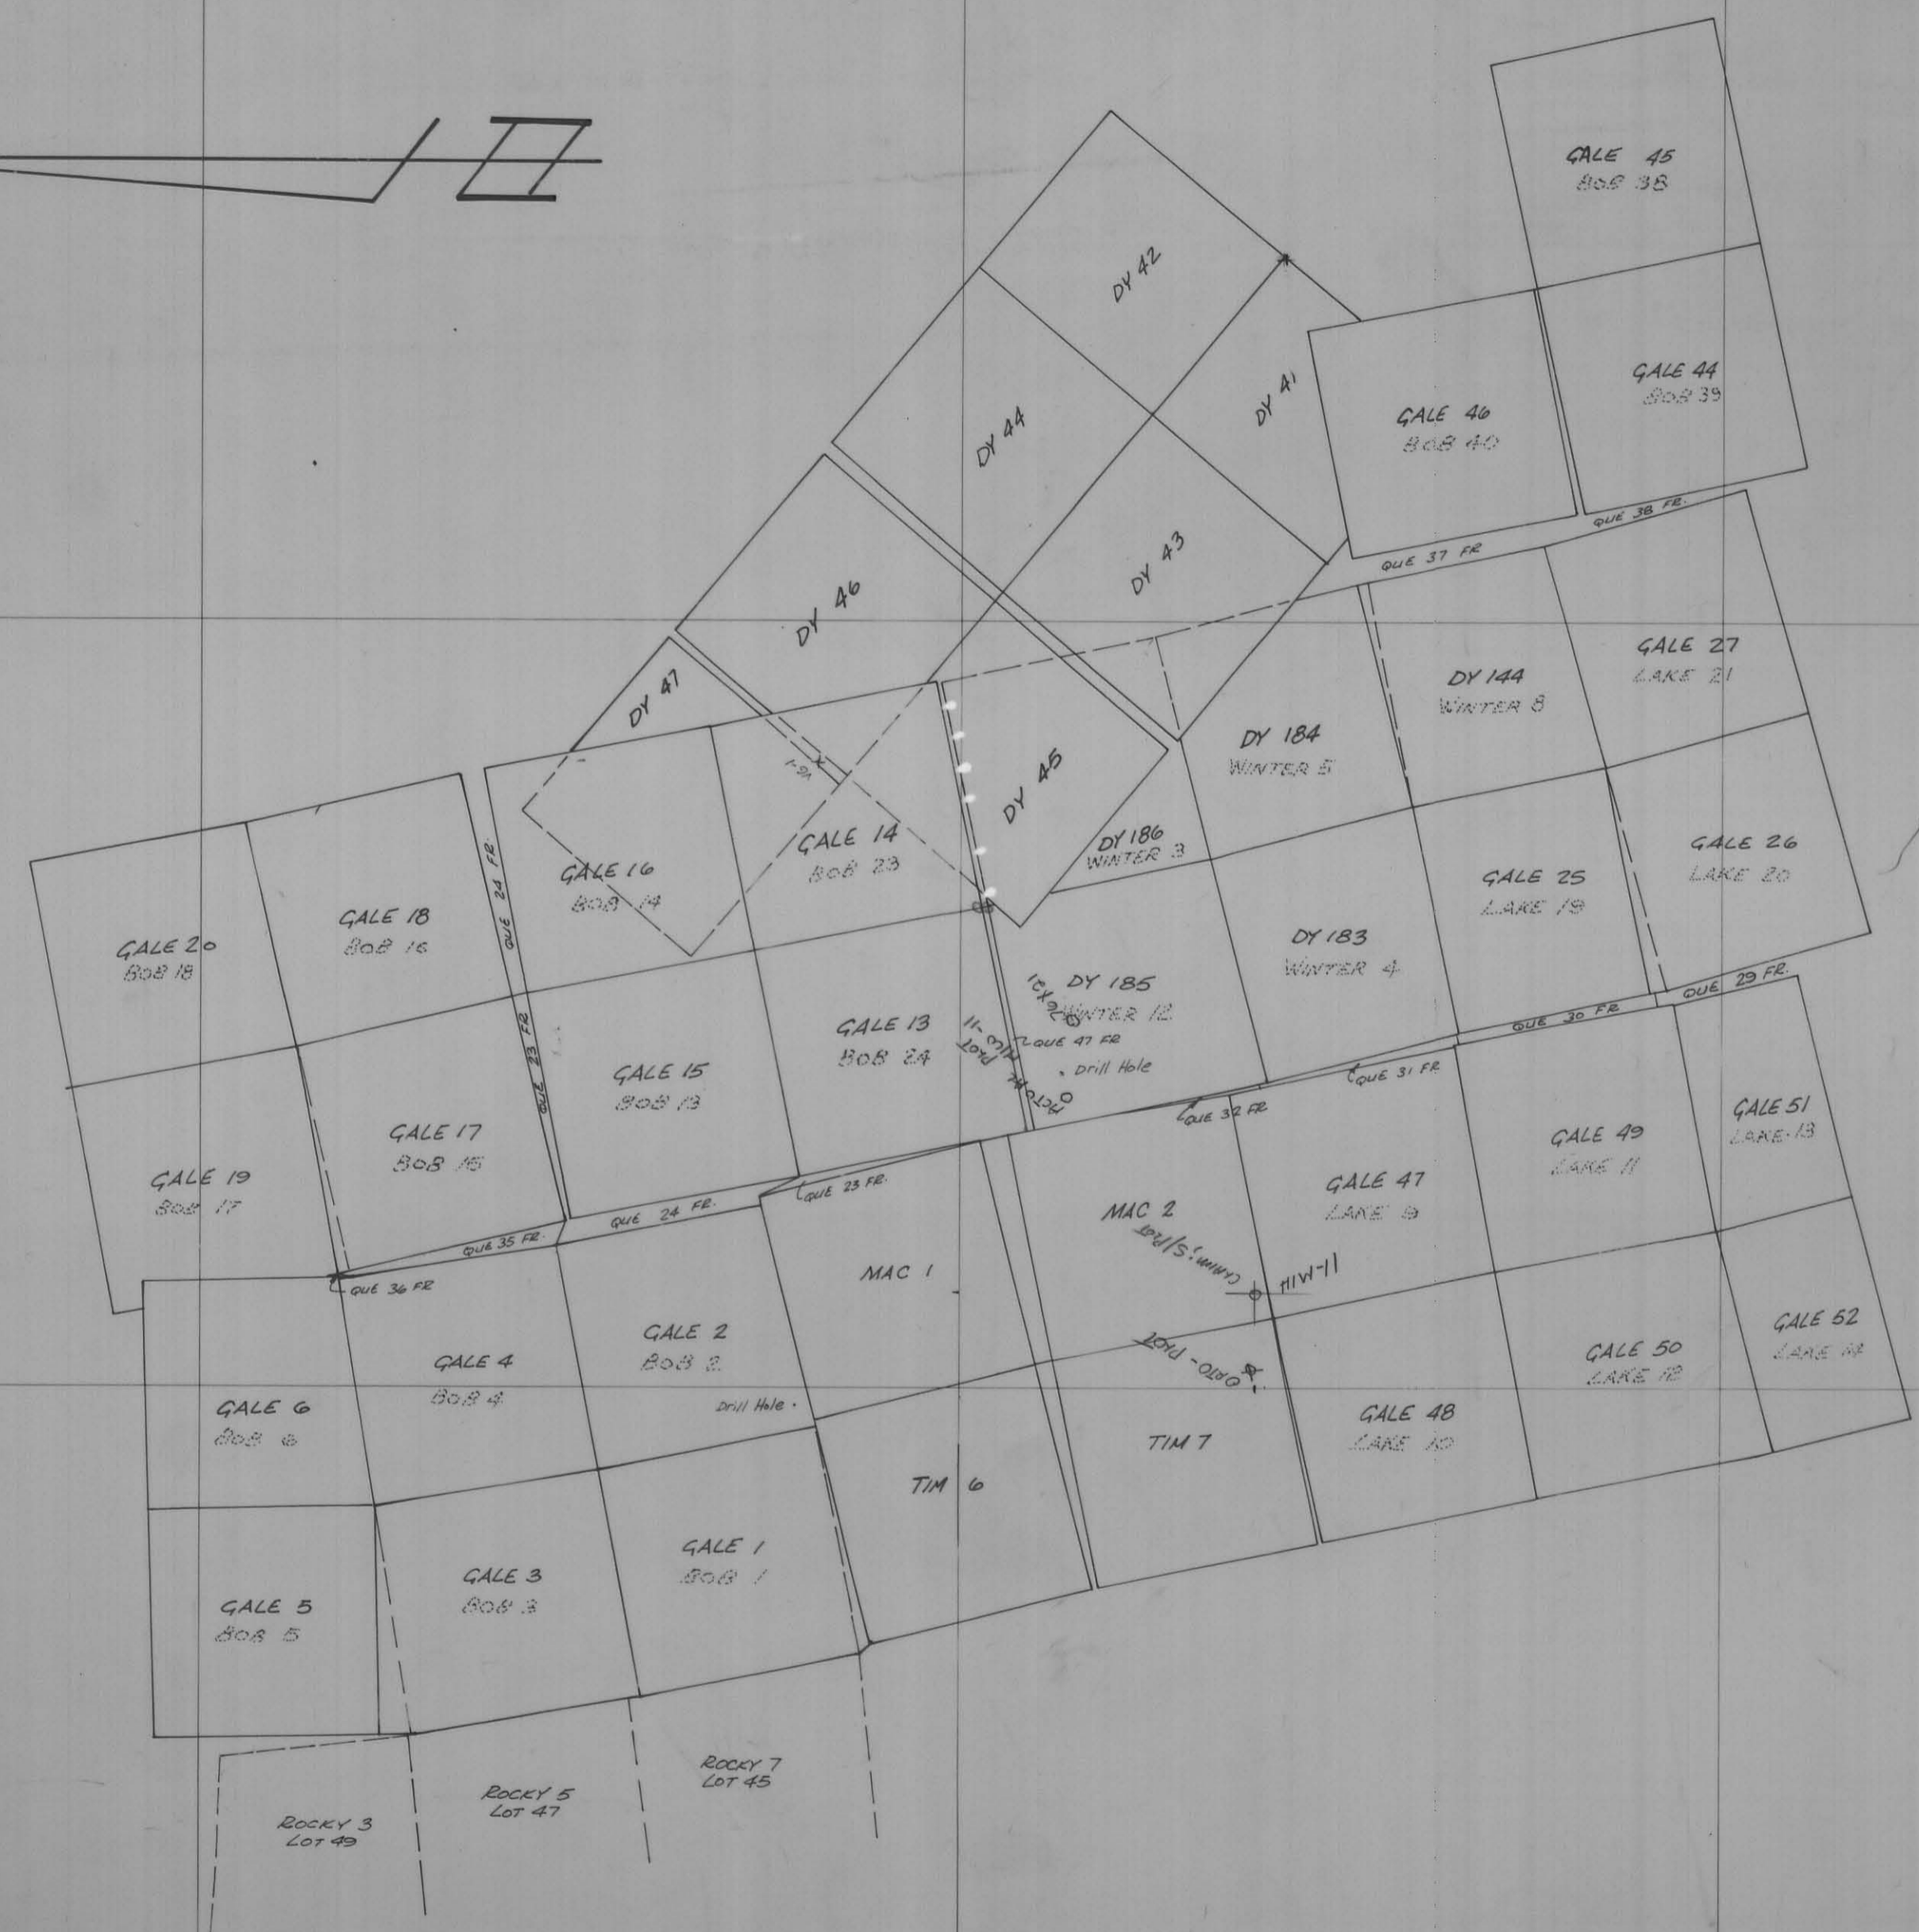 GALE 45
BOB 38
DY 42
GALE 44
BOB 39
DY 41
GALE 46
BOB 40
DY 44
QUE 38 FR.
QUE 37 FR
DY 43
DY 46
GALE 27
LAKE 21
DY 144
WINTER 8
DY 47
DY 184
WINTER 5
DY 45
GALE 14
BOB 23
DY 186
WINTER 3
GALE 26
LAKE 20
GALE 16
BOB 14
QUE 24 FR.
GALE 25
LAKE 19
GALE 18
BOB 16
GALE 20
BOB 18
DY 183
WINTER 4
DY 185
WINTER 12
QUE 29 FR.
QUE 30 FR
GALE 13
BOB 24
QUE 47 FR
Drill Hole
QUE 23 FR
GALE 15
BOB 13
QUE 31 FR
QUE 32 FR
GALE 51
LAKE 13
GALE 49
LAKE 11
GALE 17
BOB 15
GALE 19
BOB 17
QUE 23 FR.
QUE 24 FR.
QUE 35 FR.
QUE 36 FR
GALE 47
LAKE 9
MAC 2
MAC 1
H1W-11
GALE 52
LAKE 14
GALE 50
LAKE 12
GALE 2
BOB 2
GALE 4
BOB 4
Drill Hole
GALE 6
BOB 6
GALE 48
LAKE 10
TIM 7
TIM 6
GALE 1
BOB 1
GALE 3
BOB 3
GALE 5
BOB 5
ROCKY 7
LOT 45
ROCKY 5
LOT 47
ROCKY 3
LOT 49